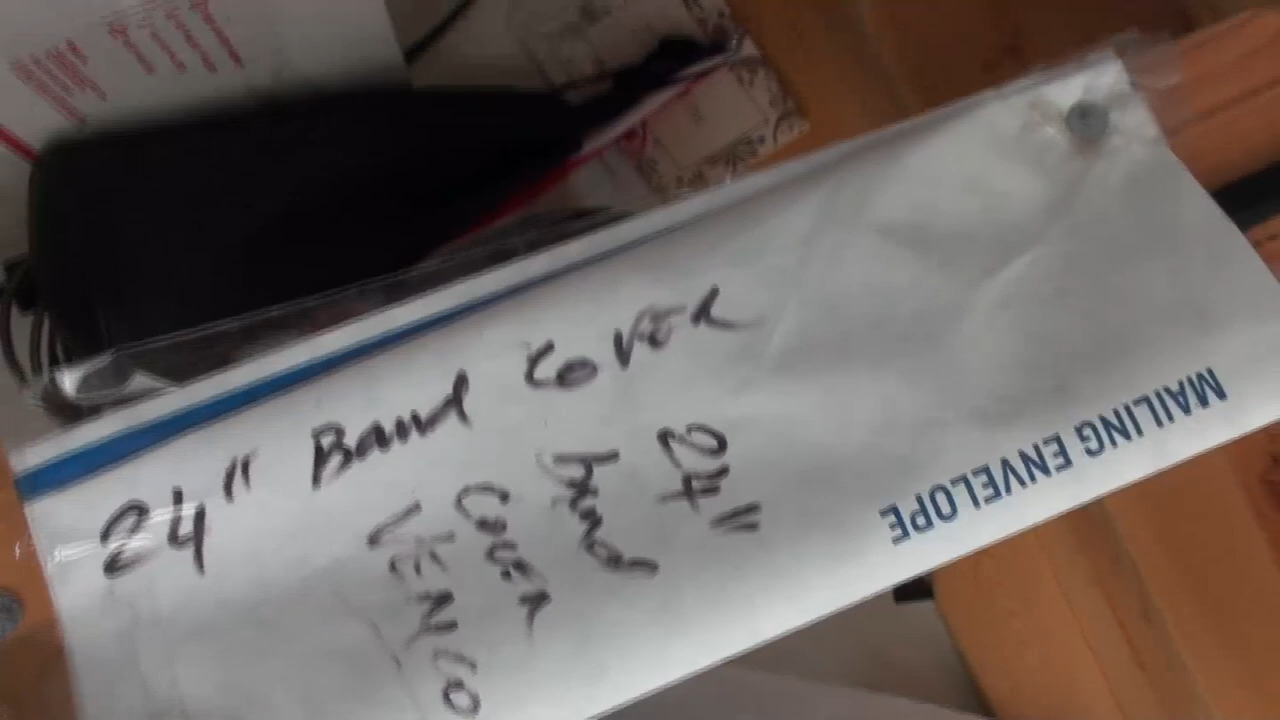 24" Band COVER
24"
band
COVER
VENCO
MAILING ENVELOPE